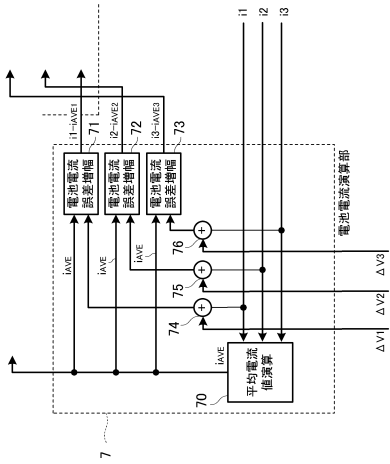 i1
i2
i3
i1-iAVE1
i2-iAVE2
i3-iAVE3
71
72
73
電池電流
誤差増幅
電池電流
誤差増幅
電池電流
誤差増幅
電池電流演算部
iAVE
iAVE
iAVE
+
+
+
76
75
74
iAVE
70
平均電流
値演算
ΔV3
ΔV2
ΔV1
7